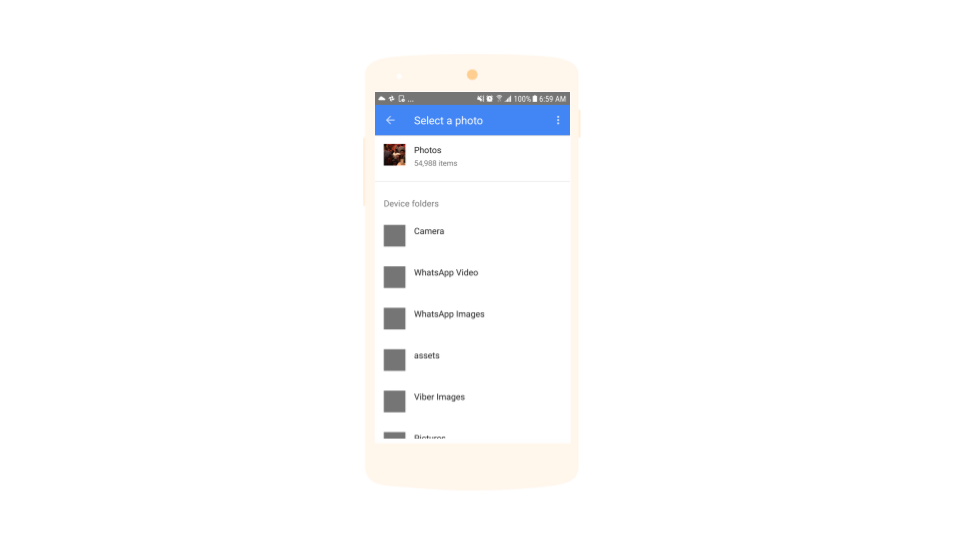 ... 100% 6:59 AM
Select a photo
Photos
54,988 items
Device folders
Camera
WhatsApp Video
WhatsApp Images
assets
Viber Images
Pictures